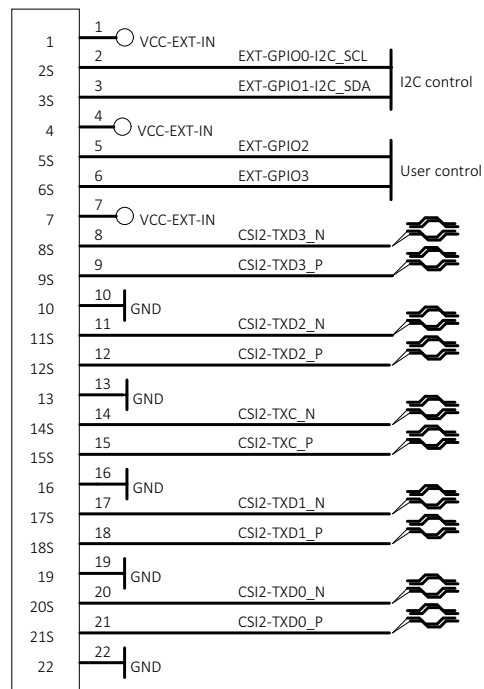 1 1 VCC-EXT-IN
2S 2 EXT-GPIO0-I2C_SCL
I2C control
3S 3 EXT-GPIO1-I2C_SDA
4 4 VCC-EXT-IN
5S 5 EXT-GPIO2
User control
6S 6 EXT-GPIO3
7 7 VCC-EXT-IN
8S 8 CSI2-TXD3_N
9S 9 CSI2-TXD3_P
10 10 GND
11S 11 CSI2-TXD2_N
12S 12 CSI2-TXD2_P
13 13 GND
14S 14 CSI2-TXC_N
15S 15 CSI2-TXC_P
16 16 GND
17S 17 CSI2-TXD1_N
18S 18 CSI2-TXD1_P
19 19 GND
20S 20 CSI2-TXD0_N
21S 21 CSI2-TXD0_P
22 22 GND